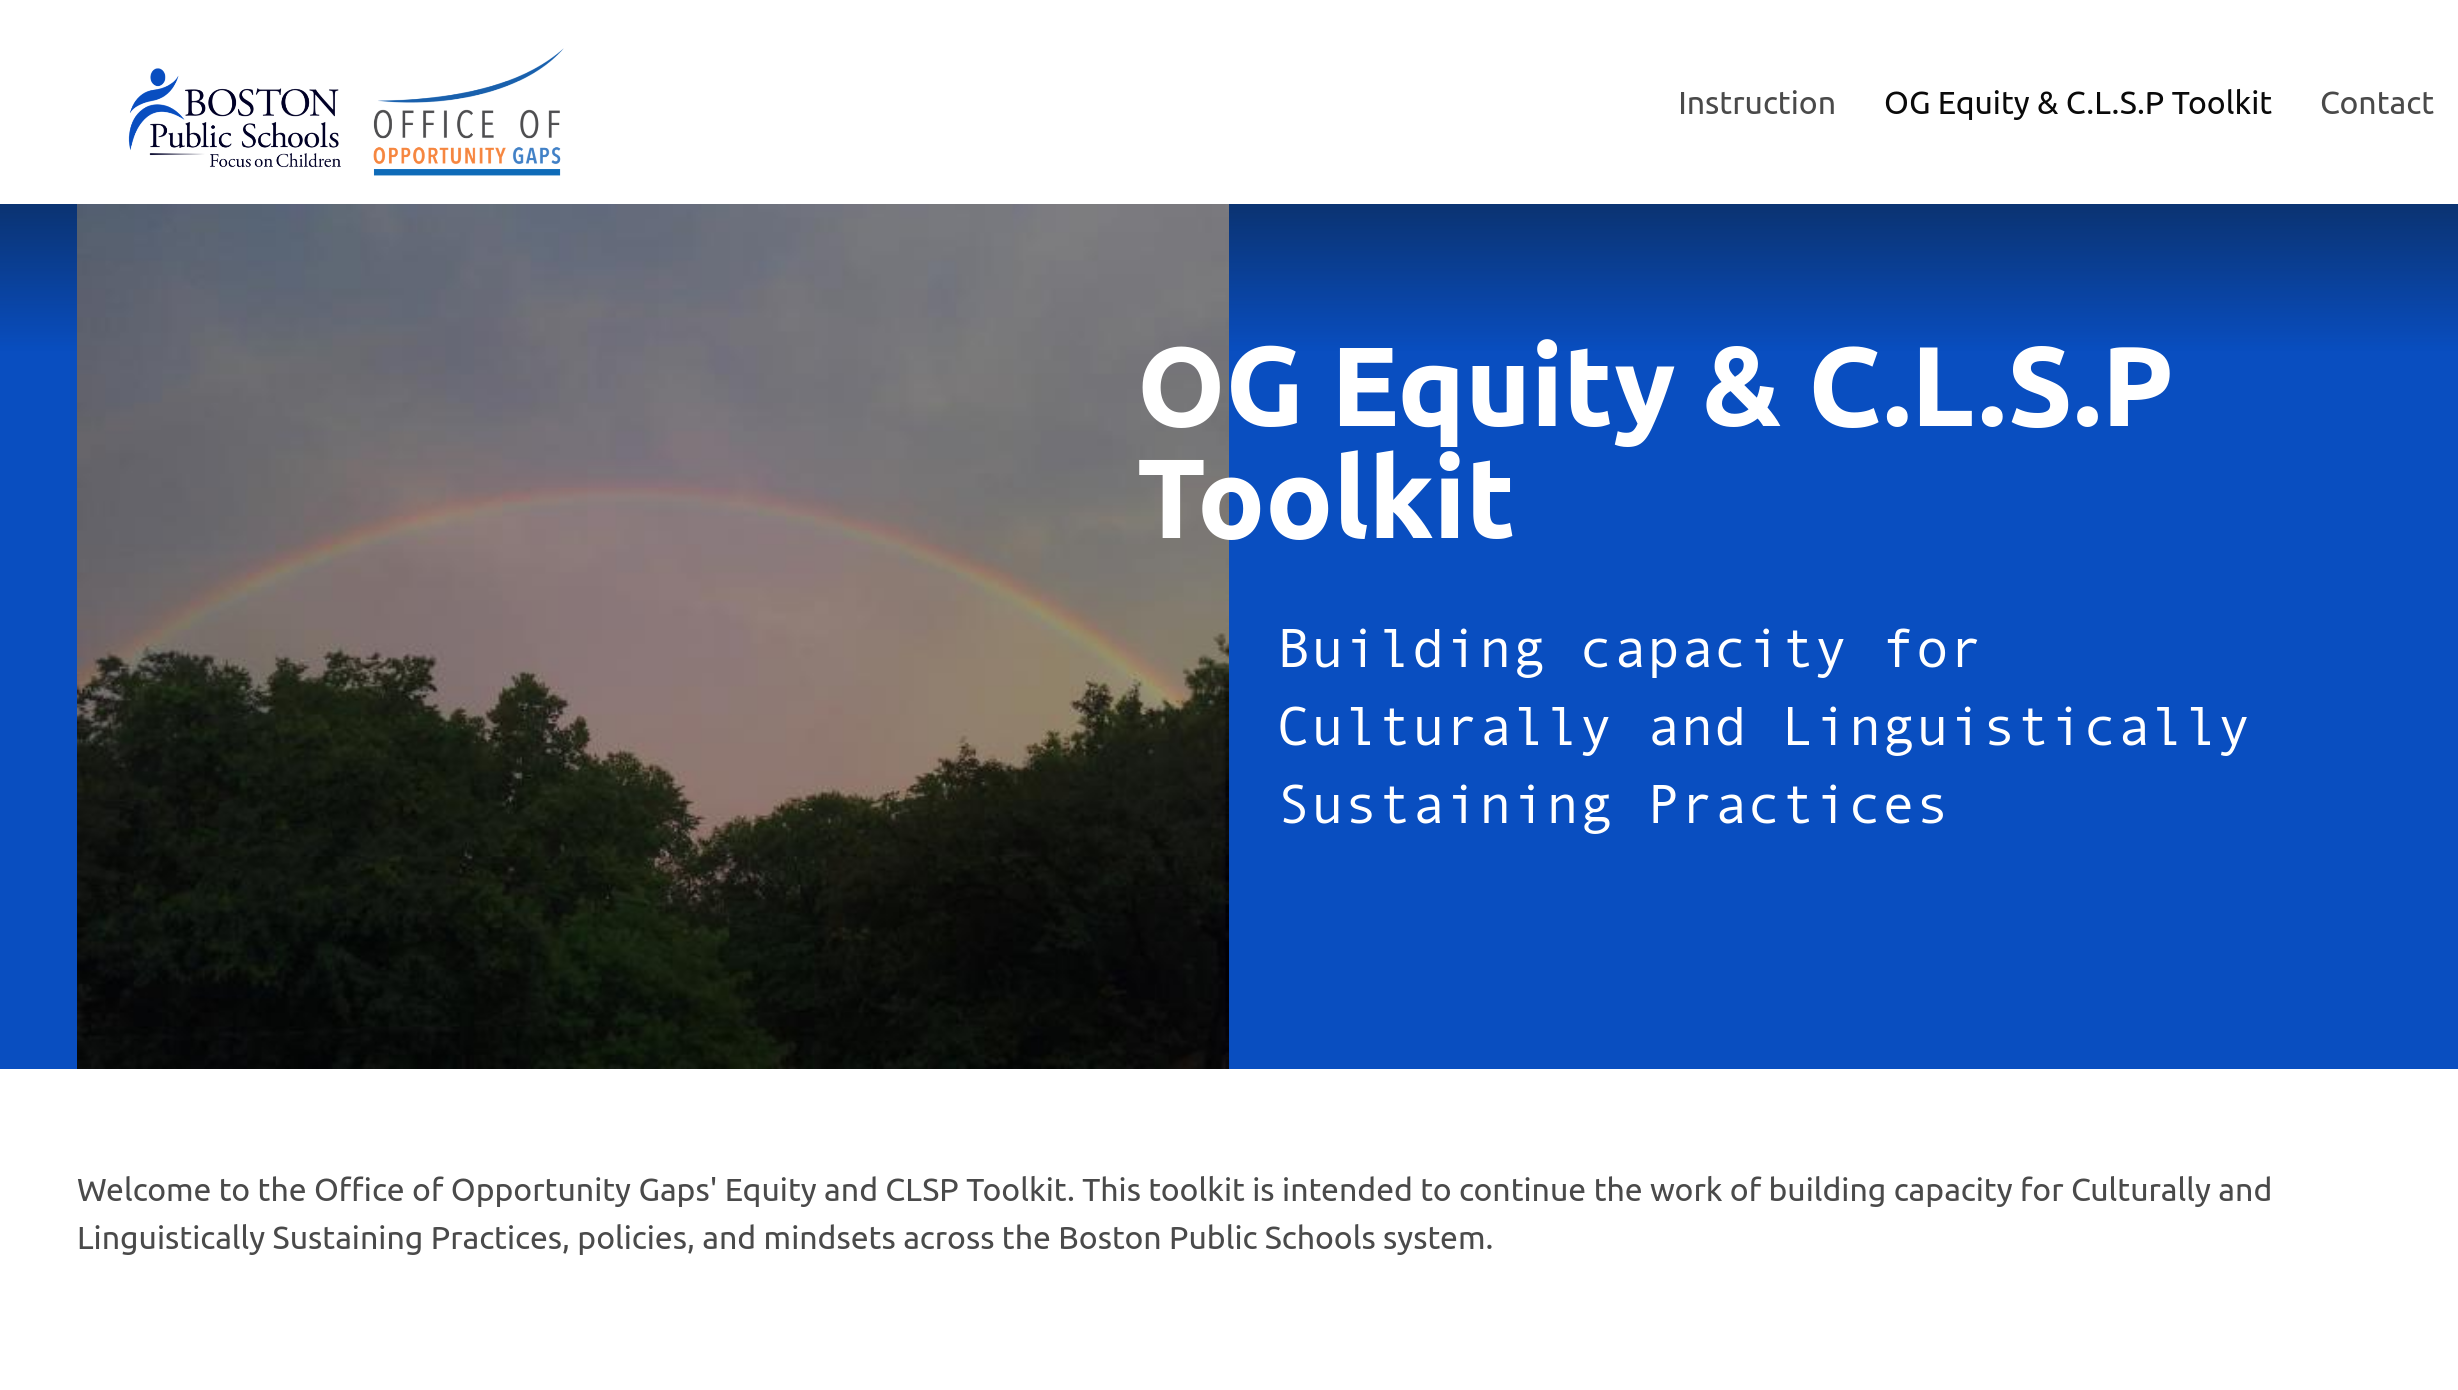 BOSTON
Public Schools
Focus on Children
OFFICE OF
OPPORTUNITY GAPS
Instruction
OG Equity & C.L.S.P Toolkit
Contact
OG Equity & C.L.S.P
Toolkit
Building capacity for
Culturally and Linguistically
Sustaining Practices
Welcome to the Office of Opportunity Gaps' Equity and CLSP Toolkit. This toolkit is intended to continue the work of building capacity for Culturally and
Linguistically Sustaining Practices, policies, and mindsets across the Boston Public Schools system.